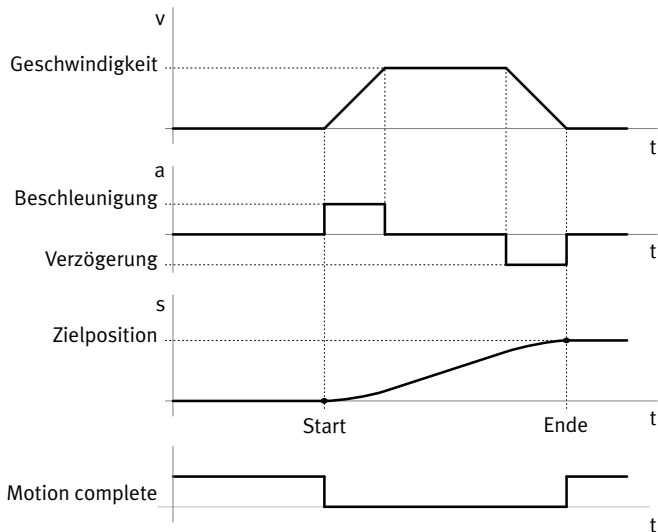 v
Geschwindigkeit
t
a
Beschleunigung
t
Verzögerung
s
Zielposition
t
Start
Ende
Motion complete
t